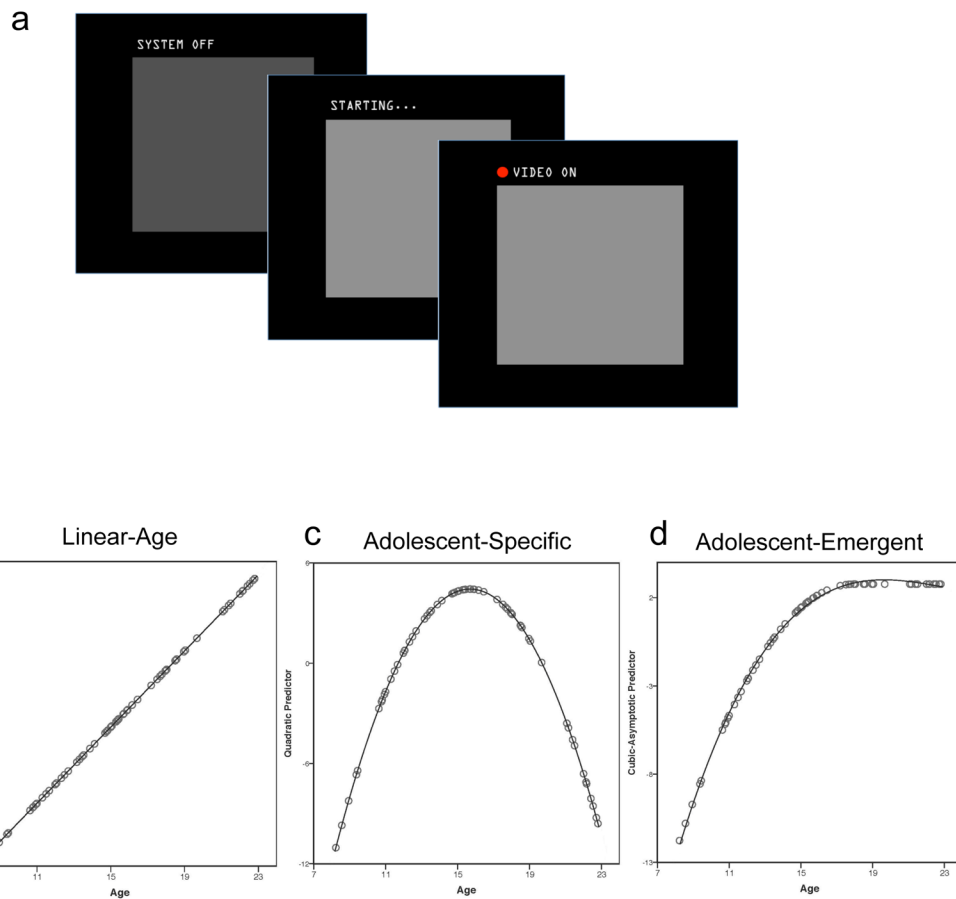 a
SYSTEM OFF
STARTING...
VIDEO ON
Linear-Age
11
15
19
23
Age
c
Adolescent-Specific
6
0
-6
-12
Quadratic Predictor
7
11
15
19
23
Age
d
Adolescent-Emergent
2
-3
-8
-13
Cubic-Asymptotic Predictor
7
11
15
19
23
Age